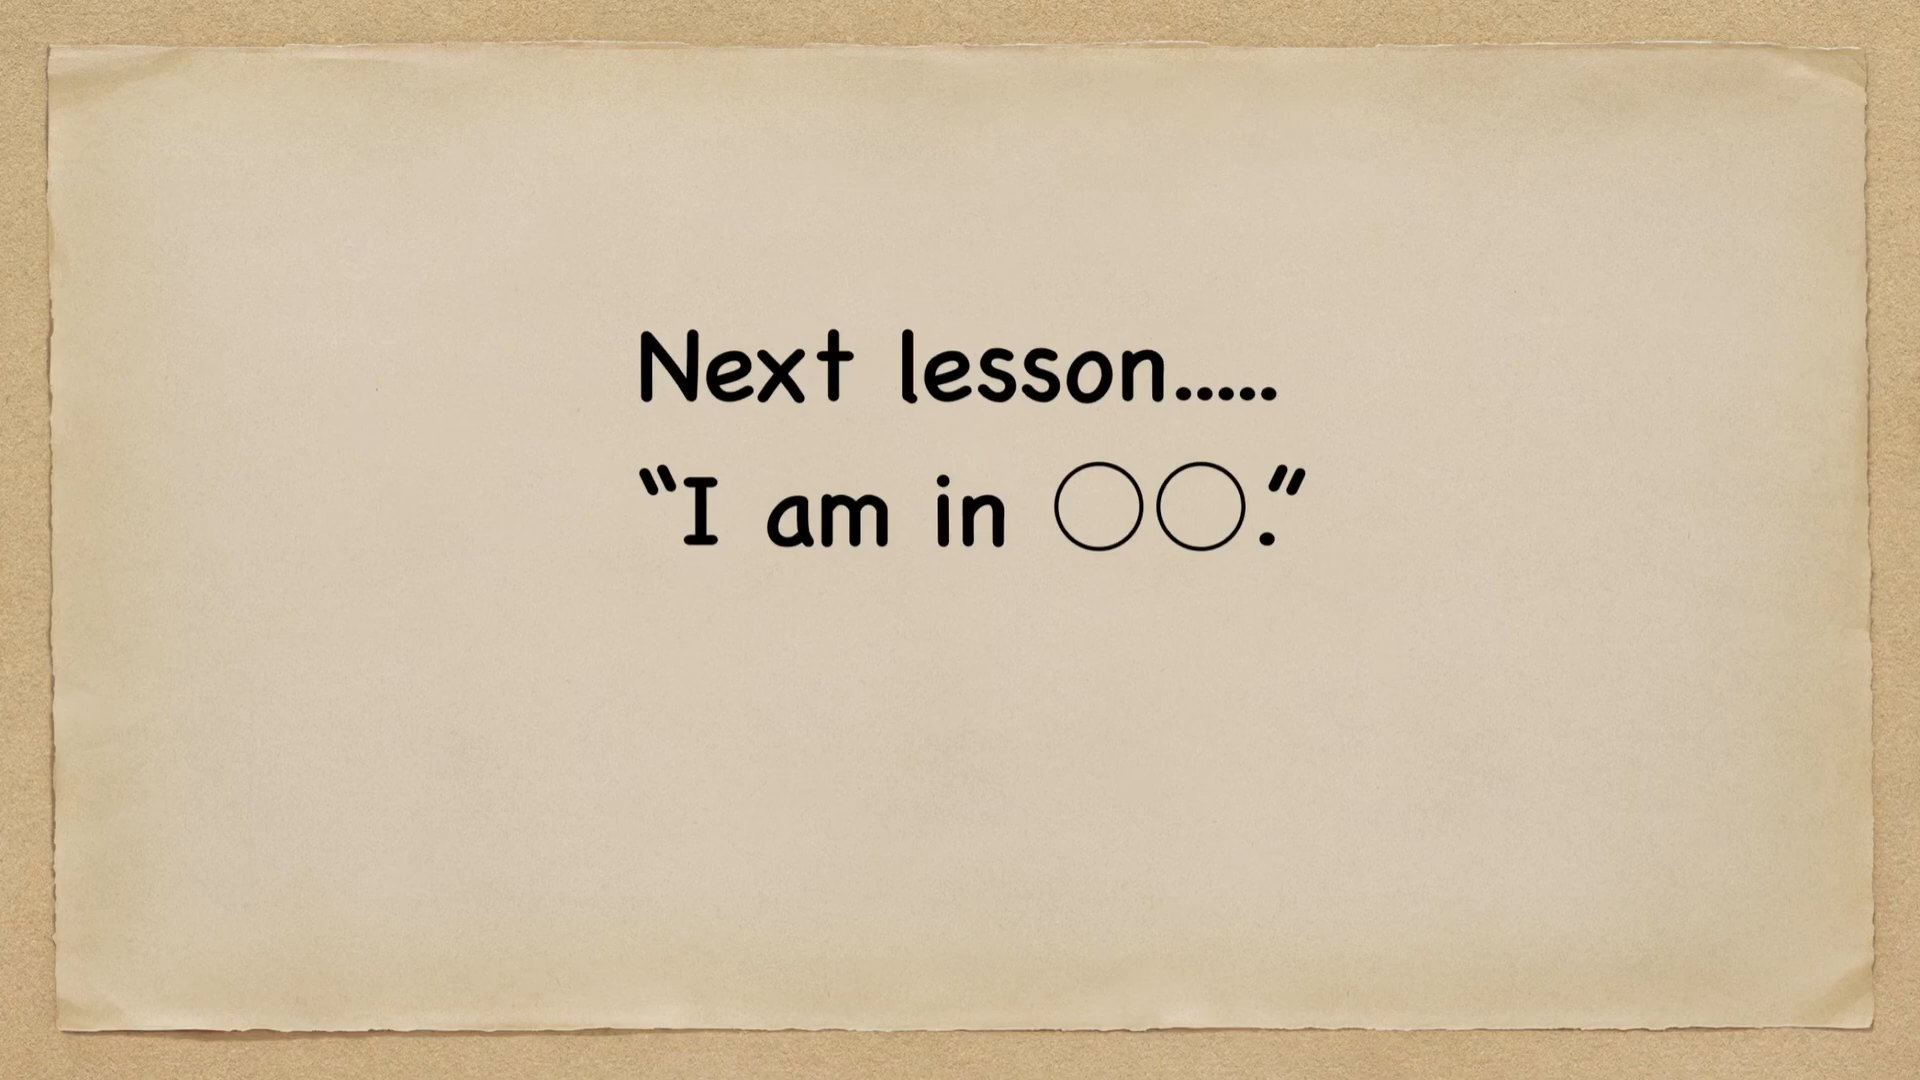 Next lesson.....
“I am in ○○.”